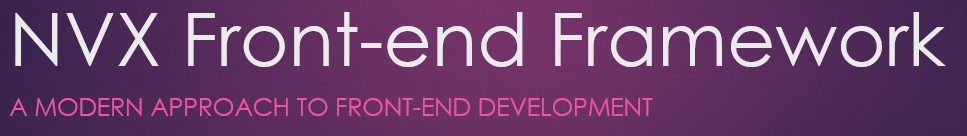 NVX Front-end Framework
A MODERN APPROACH TO FRONT-END DEVELOPMENT